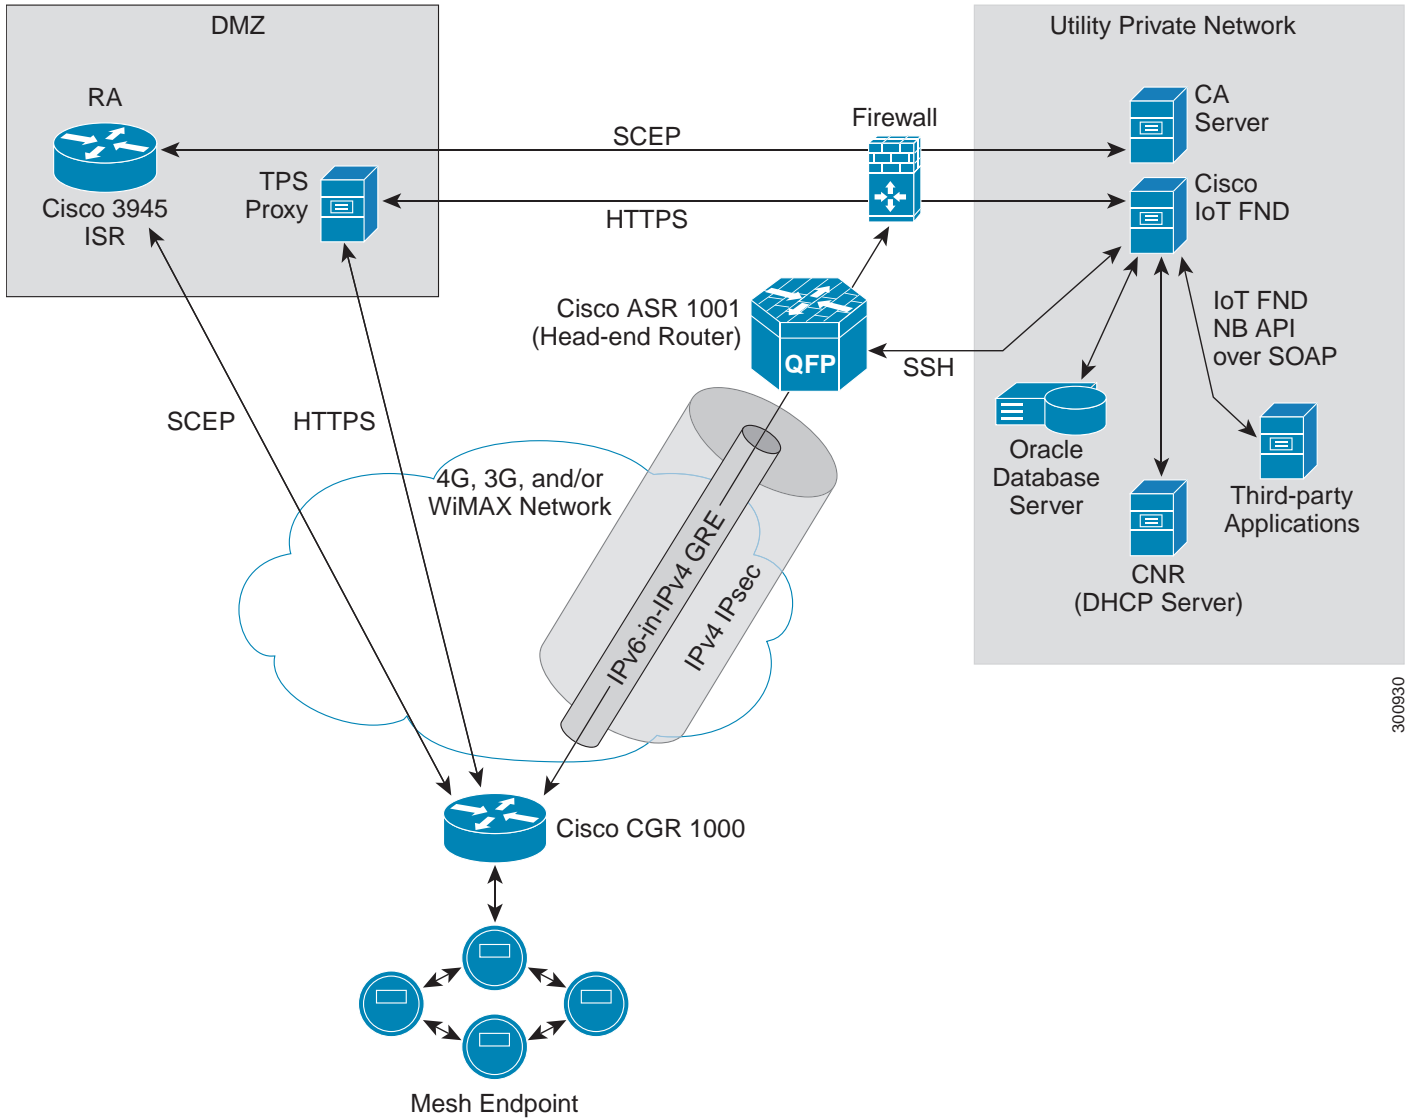 DMZ
Utility Private Network
RA
CA
Server
Firewall
SCEP
TPS
Proxy
Cisco
IoT FND
Cisco 3945
ISR
HTTPS
Cisco ASR 1001
(Head-end Router)
QFP
SSH
IoT FND
NB API
over SOAP
SCEP
HTTPS
4G, 3G, and/or
WiMAX Network
Oracle
Database
Server
Third-party
Applications
IPv6-in-IPv4 GRE
IPv4 IPsec
CNR
(DHCP Server)
300930
Cisco CGR 1000
Mesh Endpoint